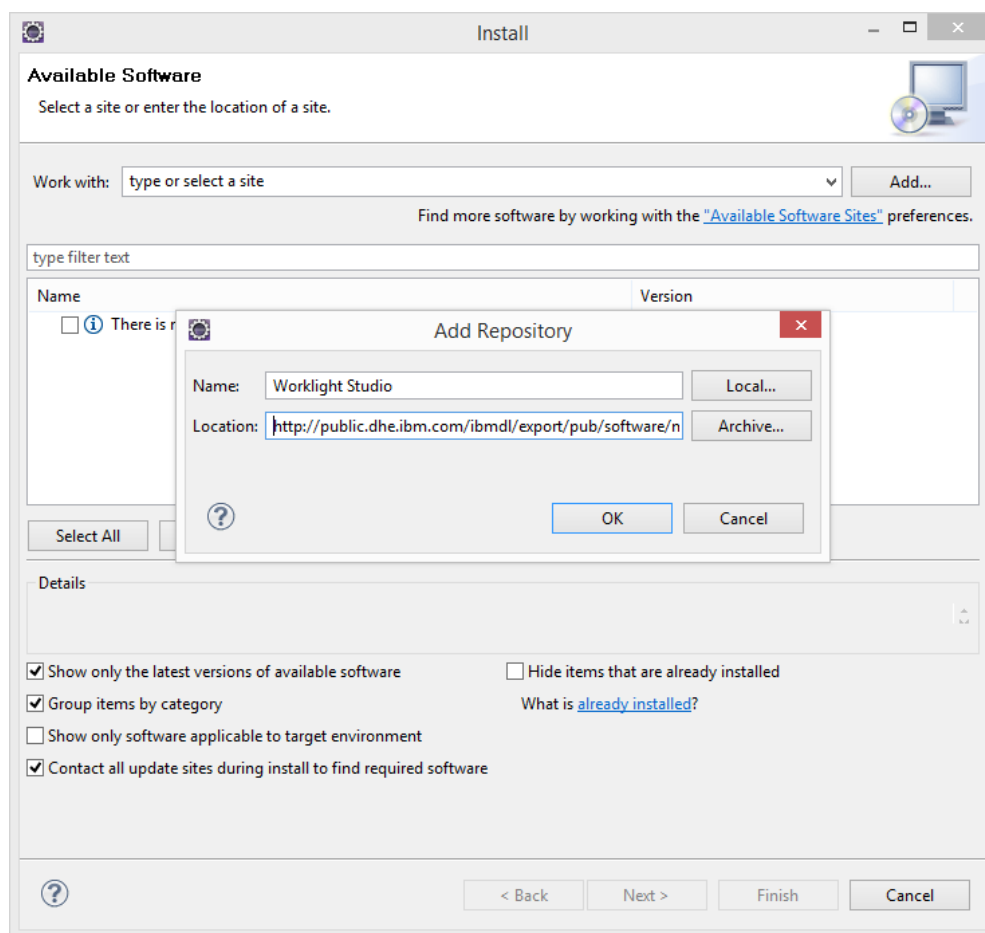 Install
Available Software
Select a site or enter the location of a site.
Work with: type or select a site Add...
Find more software by working with the "Available Software Sites" preferences.
type filter text
Name Version
There is
Add Repository
Name: Worklight Studio Local...
Location: http://public.dhe.ibm.com/ibmdl/export/pub/software/n Archive...
OK Cancel
Select All
Details
Show only the latest versions of available software Hide items that are already installed
Group items by category What is already installed?
Show only software applicable to target environment
Contact all update sites during install to find required software
< Back Next > Finish Cancel